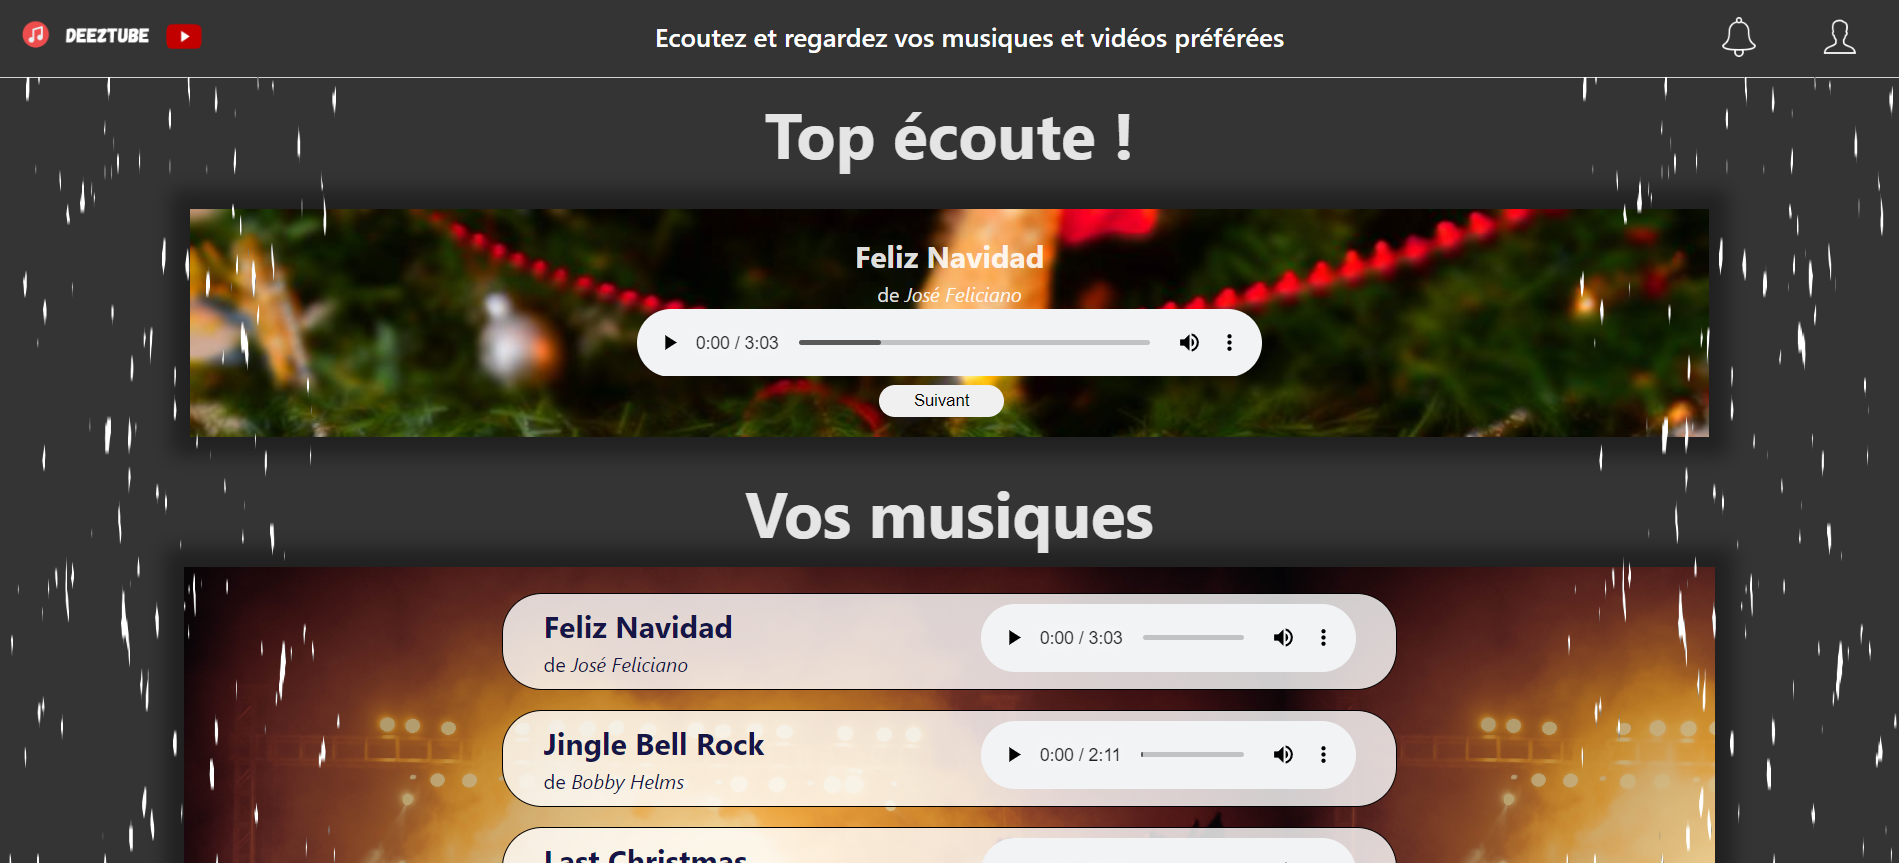 DEEZTUBE
Ecoutez et regardez vos musiques et vidéos préférées
Top écoute !
Feliz Navidad
de José Feliciano
0:00 / 3:03
Suivant
Vos musiques
Feliz Navidad
de José Feliciano
0:00 / 3:03
Jingle Bell Rock
de Bobby Helms
0:00 / 2:11
Last Christmas